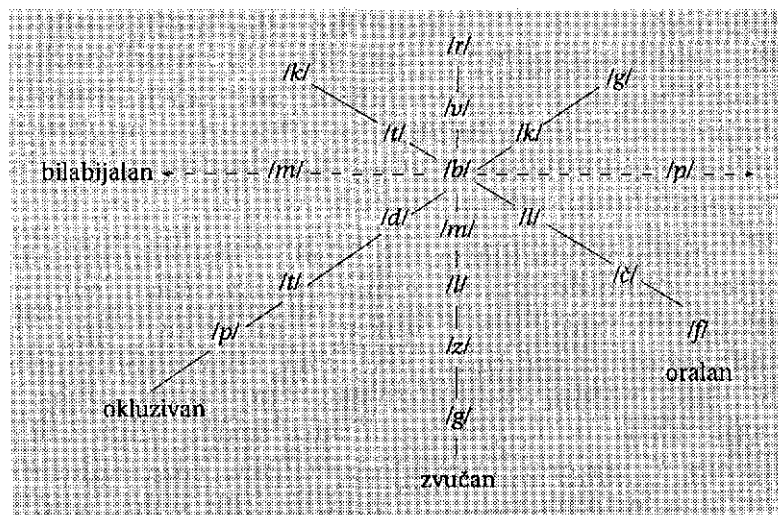 /r/
/k/ /g/
/v/
/t/ /k/
bilabijalan /m/ /b/ /p/
/d/ /m/ /l/
/t/ /l/ /č/
/p/ /z/ /f/
oralan
okluzivan /g/
zvučan